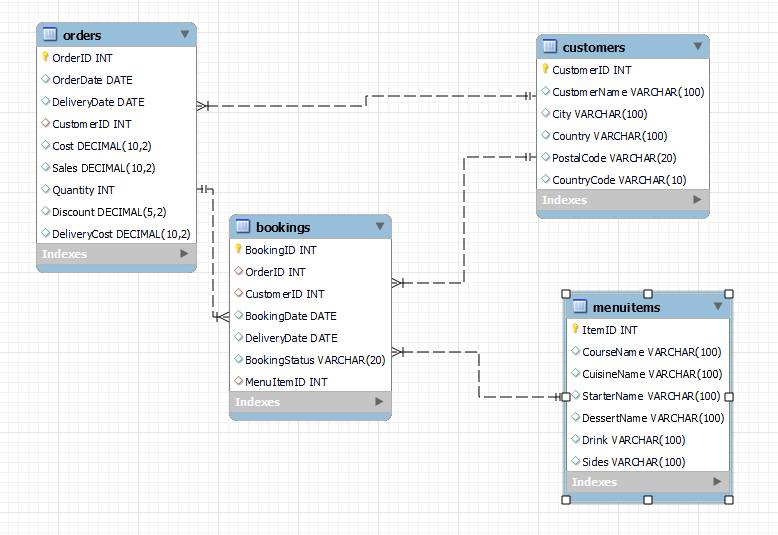 orders
OrderID INT
OrderDate DATE
DeliveryDate DATE
CustomerID INT
Cost DECIMAL(10,2)
Sales DECIMAL(10,2)
Quantity INT
Discount DECIMAL(5,2)
DeliveryCost DECIMAL(10,2)
Indexes
customers
CustomerID INT
CustomerName VARCHAR(100)
City VARCHAR(100)
Country VARCHAR(100)
PostalCode VARCHAR(20)
CountryCode VARCHAR(10)
Indexes
bookings
BookingID INT
OrderID INT
CustomerID INT
BookingDate DATE
DeliveryDate DATE
BookingStatus VARCHAR(20)
MenuItemID INT
Indexes
menuitems
ItemID INT
CourseName VARCHAR(100)
CuisineName VARCHAR(100)
StarterName VARCHAR(100)
DessertName VARCHAR(100)
Drink VARCHAR(100)
Sides VARCHAR(100)
Indexes